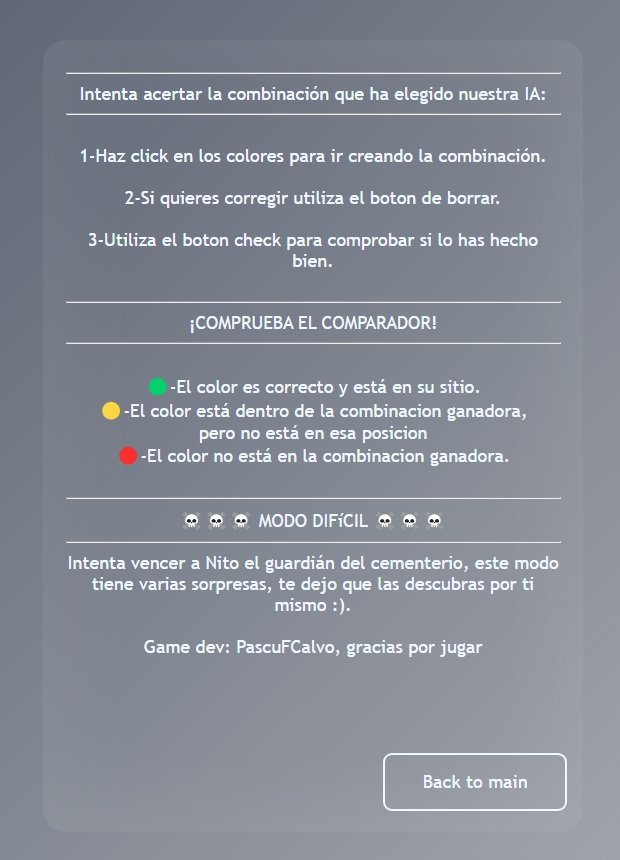 Intenta acertar la combinación que ha elegido nuestra IA:
1-Haz click en los colores para ir creando la combinación.
2-Si quieres corregir utiliza el boton de borrar.
3-Utiliza el boton check para comprobar si lo has hecho
bien.
¡COMPRUEBA EL COMPARADOR!
-El color es correcto y está en su sitio.
-El color está dentro de la combinacion ganadora,
pero no está en esa posicion
-El color no está en la combinacion ganadora.
MODO DIFíCIL
Intenta vencer a Nito el guardián del cementerio, este modo
tiene varias sorpresas, te dejo que las descubras por ti
mismo :).
Game dev: PascuFCalvo, gracias por jugar
Back to main